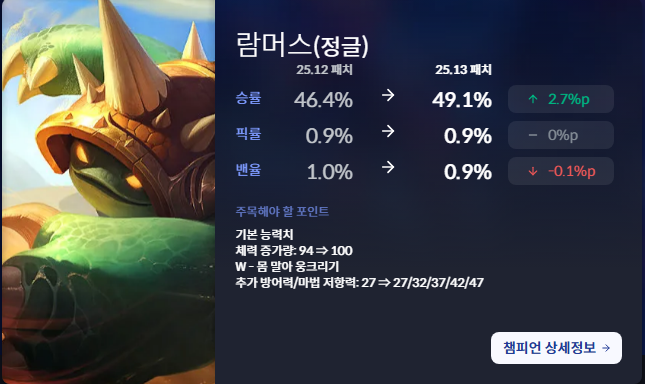 람머스(정글)
25.12 패치 25.13 패치
승률 46.4% → 49.1% ↑ 2.7%p
픽률 0.9% → 0.9% − 0%p
밴율 1.0% → 0.9% ↓ -0.1%p
주목해야 할 포인트
기본 능력치
체력 증가량: 94 ⇒ 100
W - 몸 말아 웅크리기
추가 방어력/마법 저항력: 27 ⇒ 27/32/37/42/47
챔피언 상세정보 →